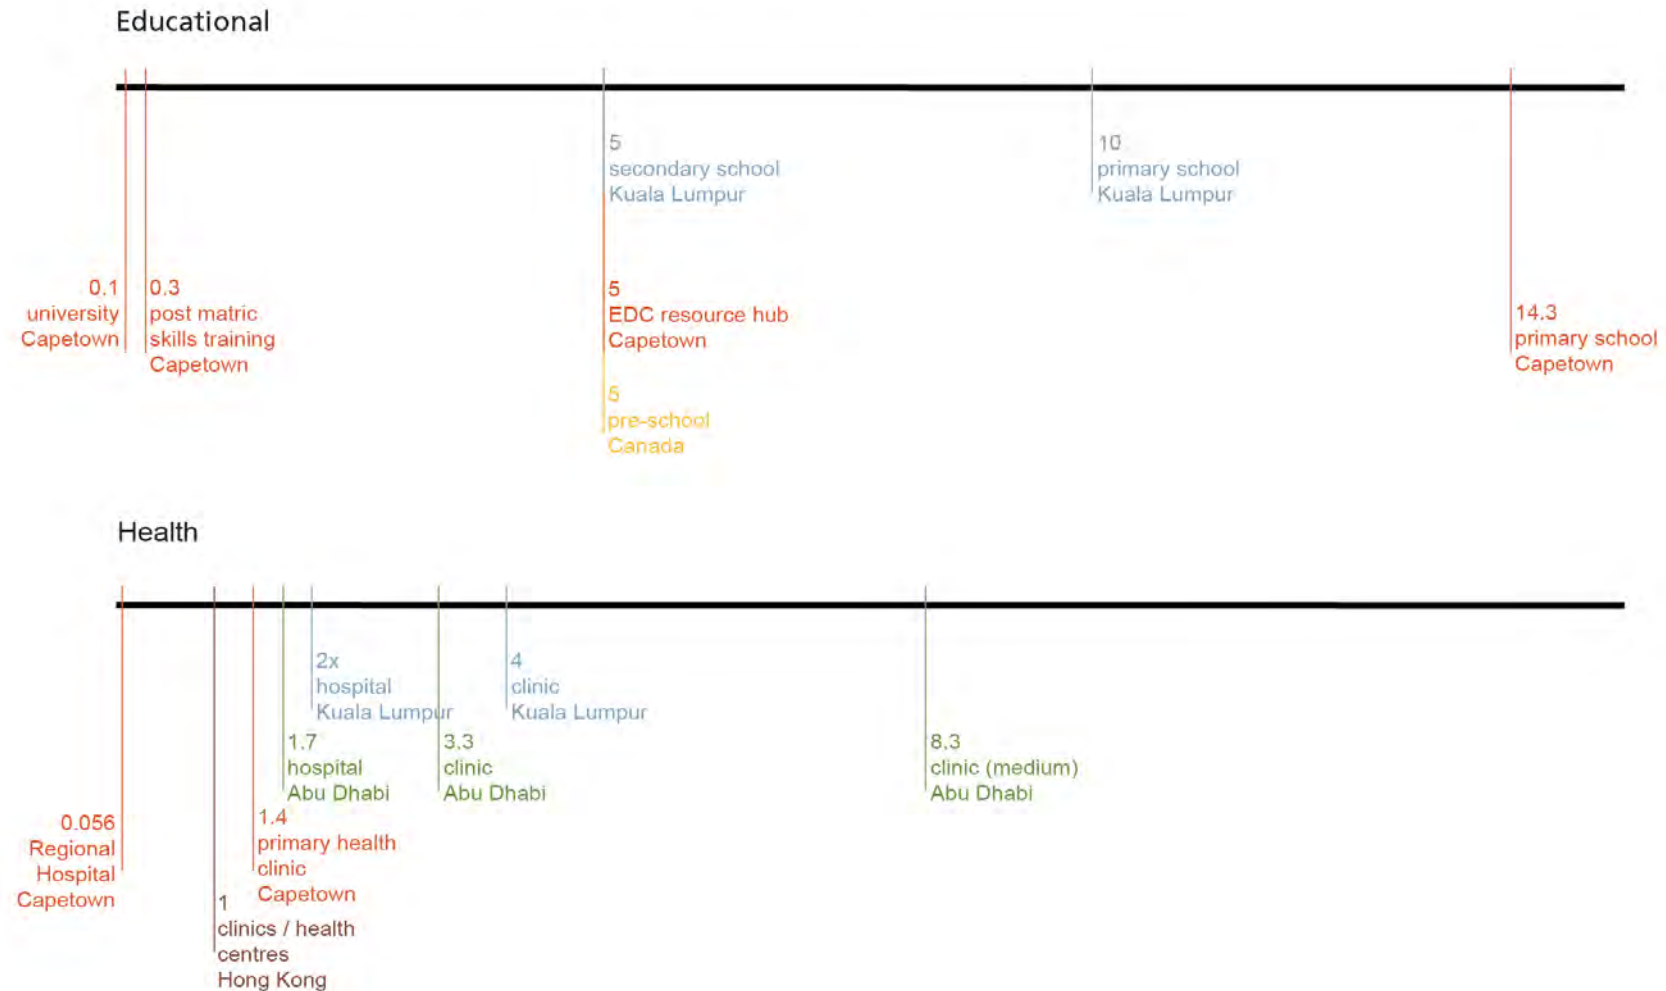 Educational
5
secondary school
Kuala Lumpur
10
primary school
Kuala Lumpur
0.1
university
Capetown
0.3
post matric
skills training
Capetown
5
EDC resource hub
Capetown
14.3
primary school
Capetown
5
pre-school
Canada
Health
2x
hospital
Kuala Lumpur
4
clinic
Kuala Lumpur
1.7
hospital
Abu Dhabi
3.3
clinic
Abu Dhabi
8.3
clinic (medium)
Abu Dhabi
0.056
Regional
Hospital
Capetown
1.4
primary health
clinic
Capetown
1
clinics / health
centres
Hong Kong